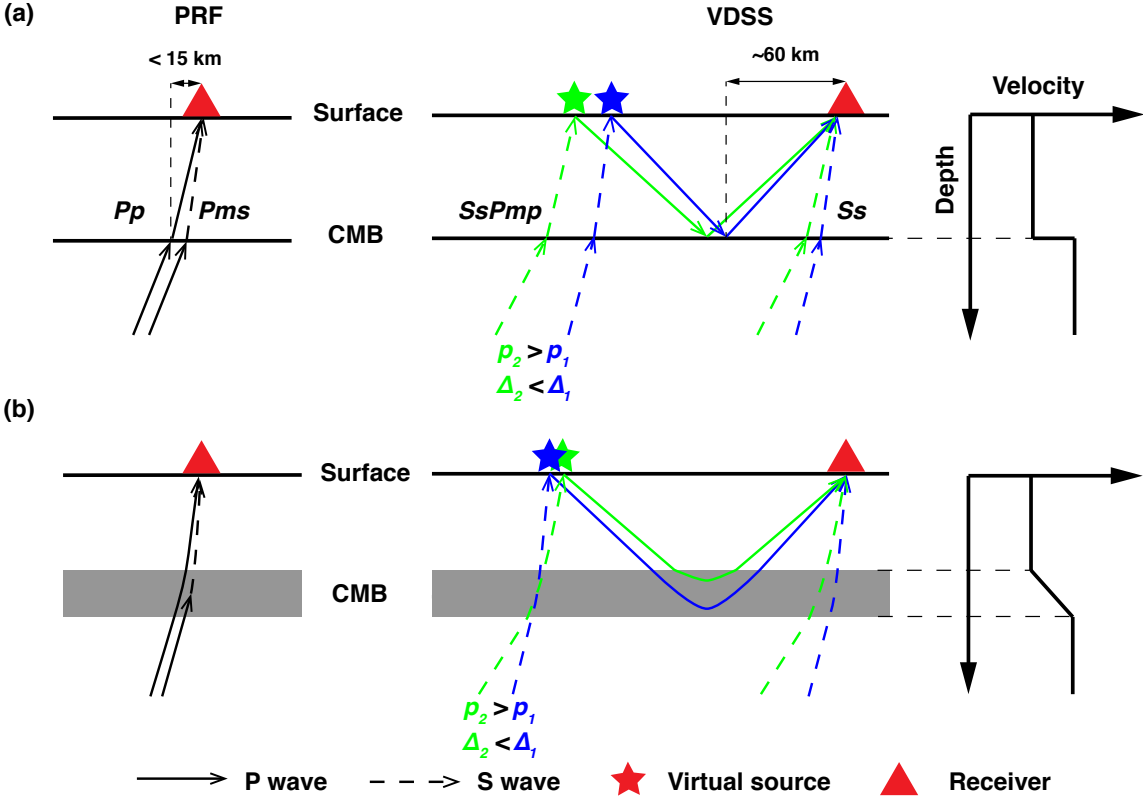 (a)
PRF
VDSS
< 15 km
~60 km
Velocity
Surface
Depth
Pp
Pms
SsPmp
Ss
CMB
p₂ > p₁
Δ₂ < Δ₁
(b)
Surface
CMB
p₂ > p₁
Δ₂ < Δ₁
P wave
S wave
Virtual source
Receiver